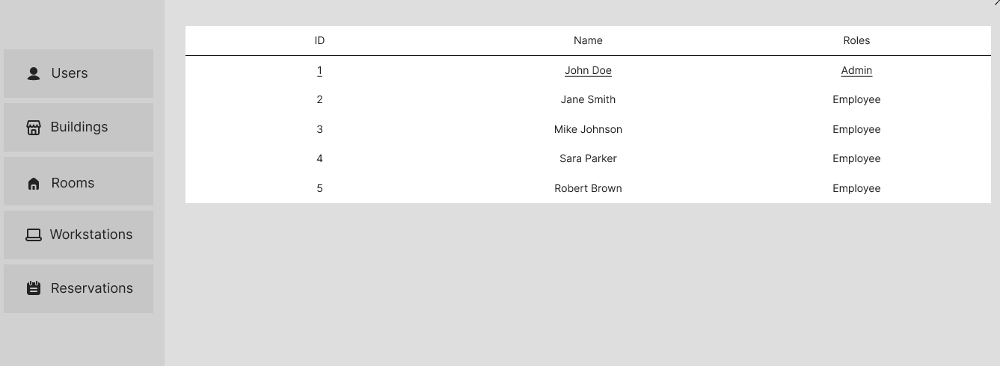 Users
Buildings
Rooms
Workstations
Reservations
ID Name Roles
1 John Doe Admin
2 Jane Smith Employee
3 Mike Johnson Employee
4 Sara Parker Employee
5 Robert Brown Employee